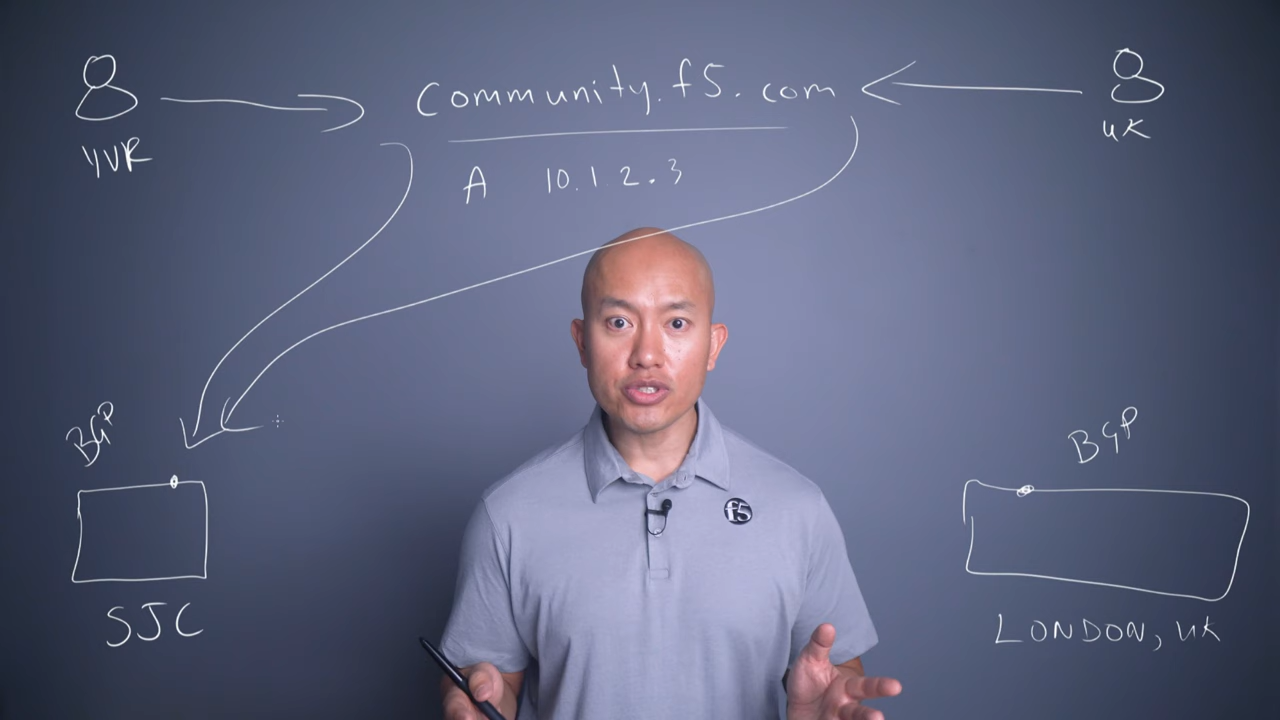 community.f5.com
YVR
UK
A 10.1.2.3
BGP
BGP
f5
SJC
LONDON, UK